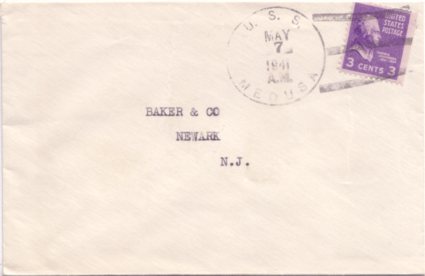 U. S. S.
MAY
7
1941
A.M.
MEDUSA
UNITED
STATES
POSTAGE
3 CENTS 3
BAKER & CO
NEWARK
N.J.